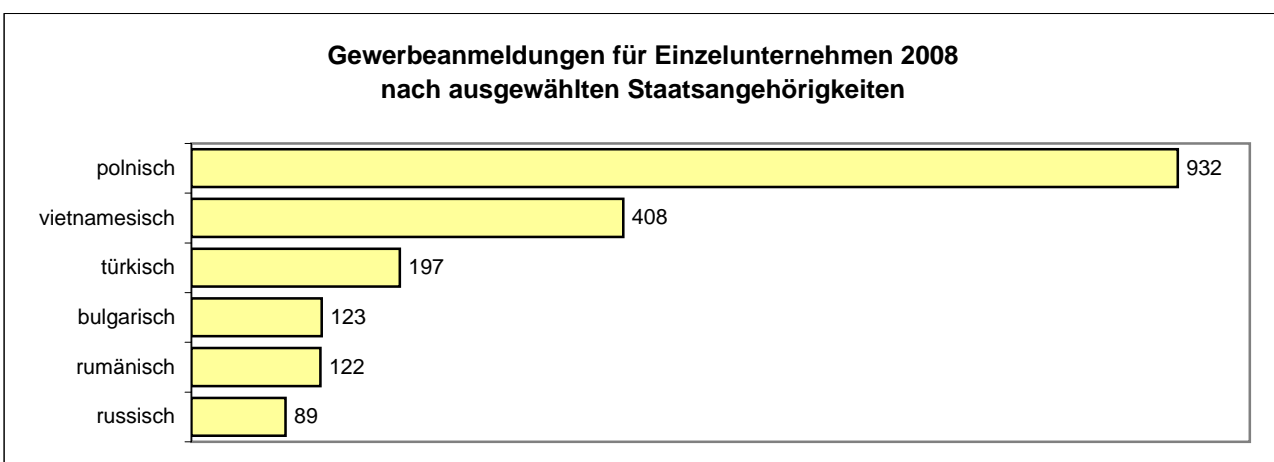 Gewerbeanmeldungen für Einzelunternehmen 2008
nach ausgewählten Staatsangehörigkeiten
polnisch 932
vietnamesisch 408
türkisch 197
bulgarisch 123
rumänisch 122
russisch 89